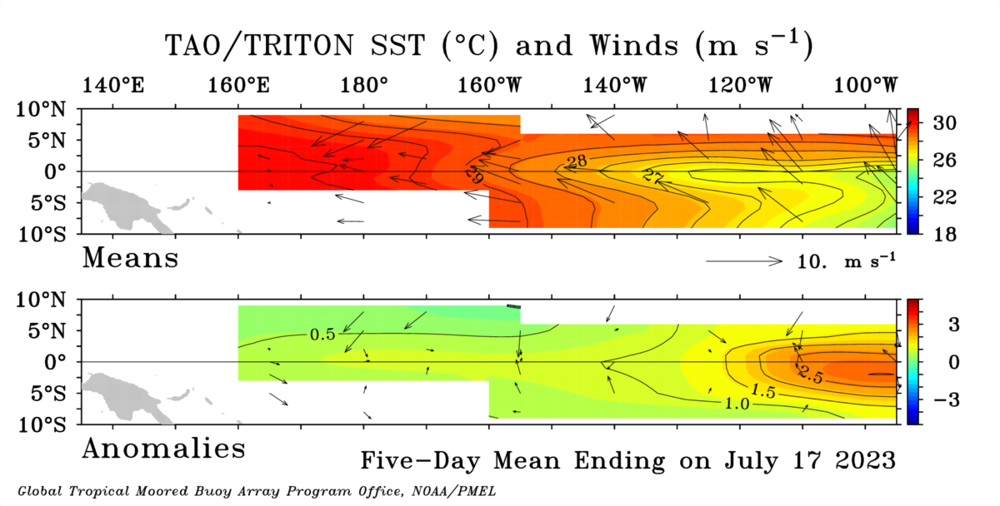 TAO/TRITON SST (°C) and Winds (m s⁻¹)
140°E 160°E 180° 160°W 140°W 120°W 100°W
10°N
5°N
0°
5°S
10°S
29
28
27
30
26
22
18
Means
10. m s⁻¹
10°N
5°N
0°
5°S
10°S
0.5
2.5
1.5
1.0
3
0
−3
Anomalies
Five−Day Mean Ending on July 17 2023
Global Tropical Moored Buoy Array Program Office, NOAA/PMEL